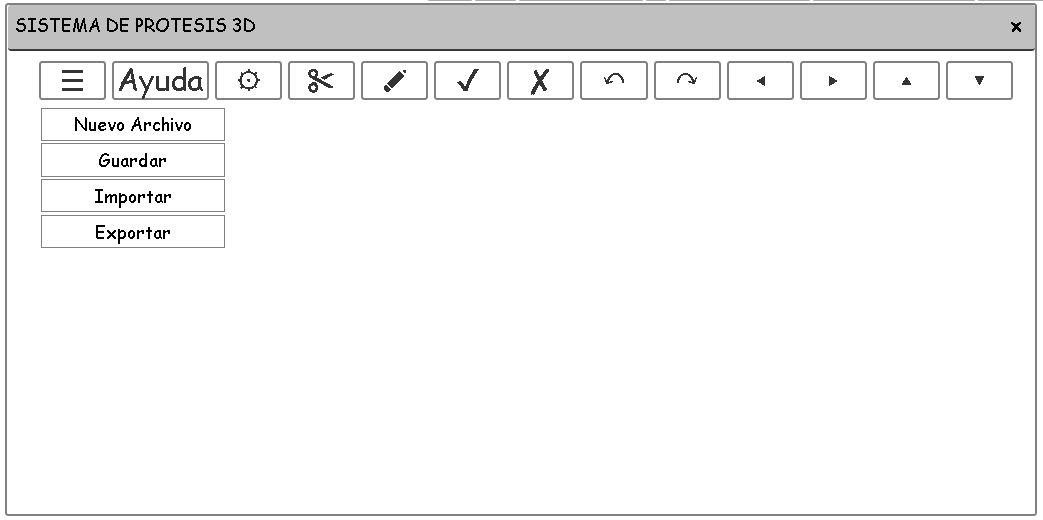 SISTEMA DE PROTESIS 3D
Ayuda
Nuevo Archivo
Guardar
Importar
Exportar